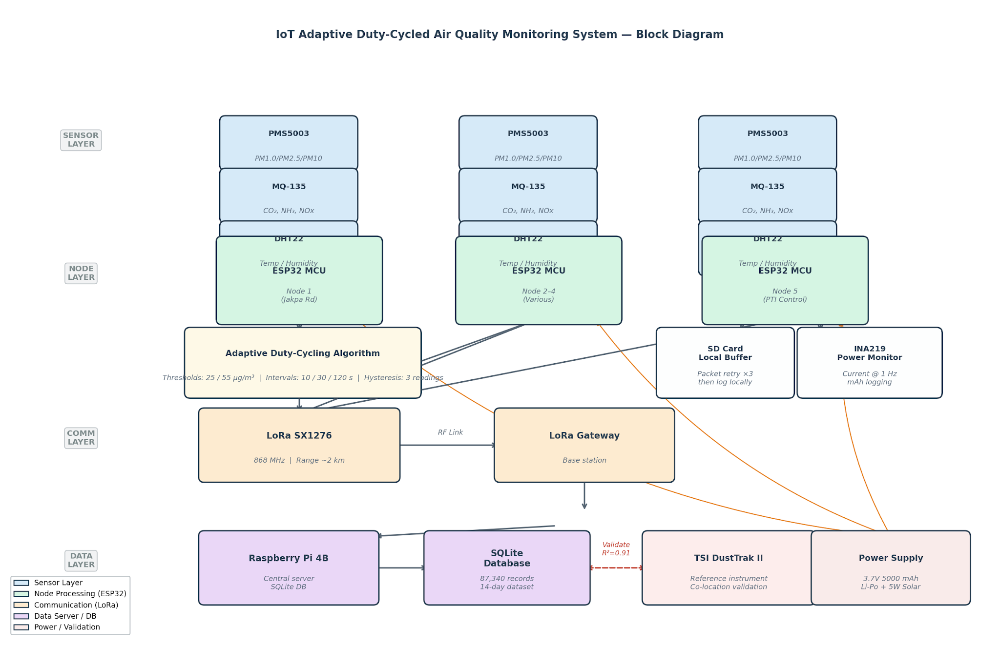 IoT Adaptive Duty-Cycled Air Quality Monitoring System — Block Diagram
SENSOR
LAYER
PMS5003
PM1.0/PM2.5/PM10
PMS5003
PM1.0/PM2.5/PM10
PMS5003
PM1.0/PM2.5/PM10
MQ-135
CO₂, NH₃, NOx
MQ-135
CO₂, NH₃, NOx
MQ-135
CO₂, NH₃, NOx
DHT22
Temp / Humidity
DHT22
Temp / Humidity
DHT22
Temp / Humidity
NODE
LAYER
ESP32 MCU
Node 1
(Jakpa Rd)
ESP32 MCU
Node 2–4
(Various)
ESP32 MCU
Node 5
(PTI Control)
Adaptive Duty-Cycling Algorithm
Thresholds: 25 / 55 µg/m³ | Intervals: 10 / 30 / 120 s | Hysteresis: 3 readings
SD Card
Local Buffer
Packet retry ×3
then log locally
INA219
Power Monitor
Current @ 1 Hz
mAh logging
COMM
LAYER
LoRa SX1276
868 MHz | Range ~2 km
RF Link
LoRa Gateway
Base station
DATA
LAYER
Raspberry Pi 4B
Central server
SQLite DB
SQLite
Database
87,340 records
14-day dataset
Validate
R²=0.91
TSI DustTrak II
Reference instrument
Co-location validation
Power Supply
3.7V 5000 mAh
Li-Po + 5W Solar
Sensor Layer
Node Processing (ESP32)
Communication (LoRa)
Data Server / DB
Power / Validation